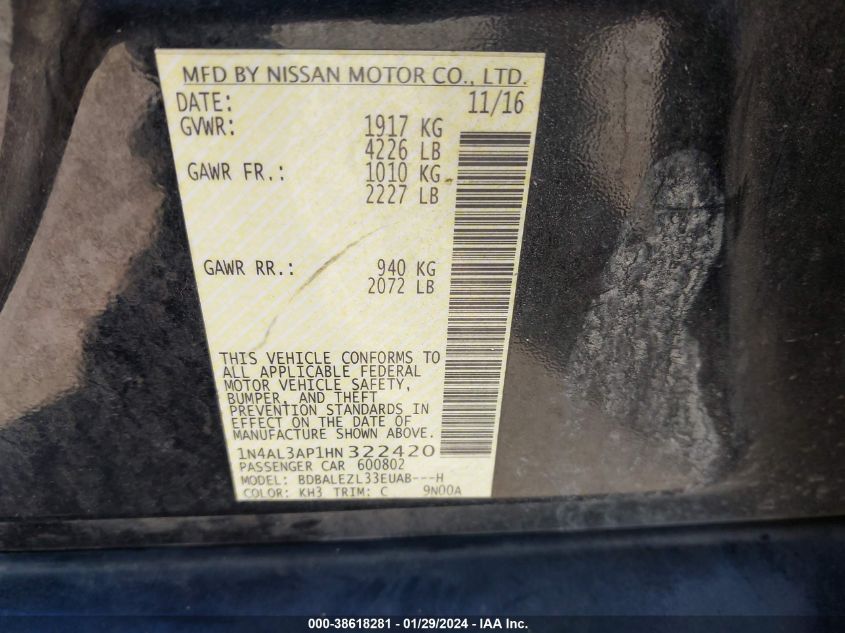 MFD BY NISSAN MOTOR CO., LTD.
DATE: 11/16
GVWR: 1917 KG
4226 LB
GAWR FR.: 1010 KG
2227 LB
GAWR RR.: 940 KG
2072 LB
THIS VEHICLE CONFORMS TO
ALL APPLICABLE FEDERAL
MOTOR VEHICLE SAFETY,
BUMPER, AND THEFT
PREVENTION STANDARDS IN
EFFECT ON THE DATE OF
MANUFACTURE SHOWN ABOVE.
1N4AL3AP1HN322420
PASSENGER CAR 600802
MODEL: BDBALEZL33EUAB---H
COLOR: KH3 TRIM: C 9N00A
000-38618281 - 01/29/2024 - IAA Inc.